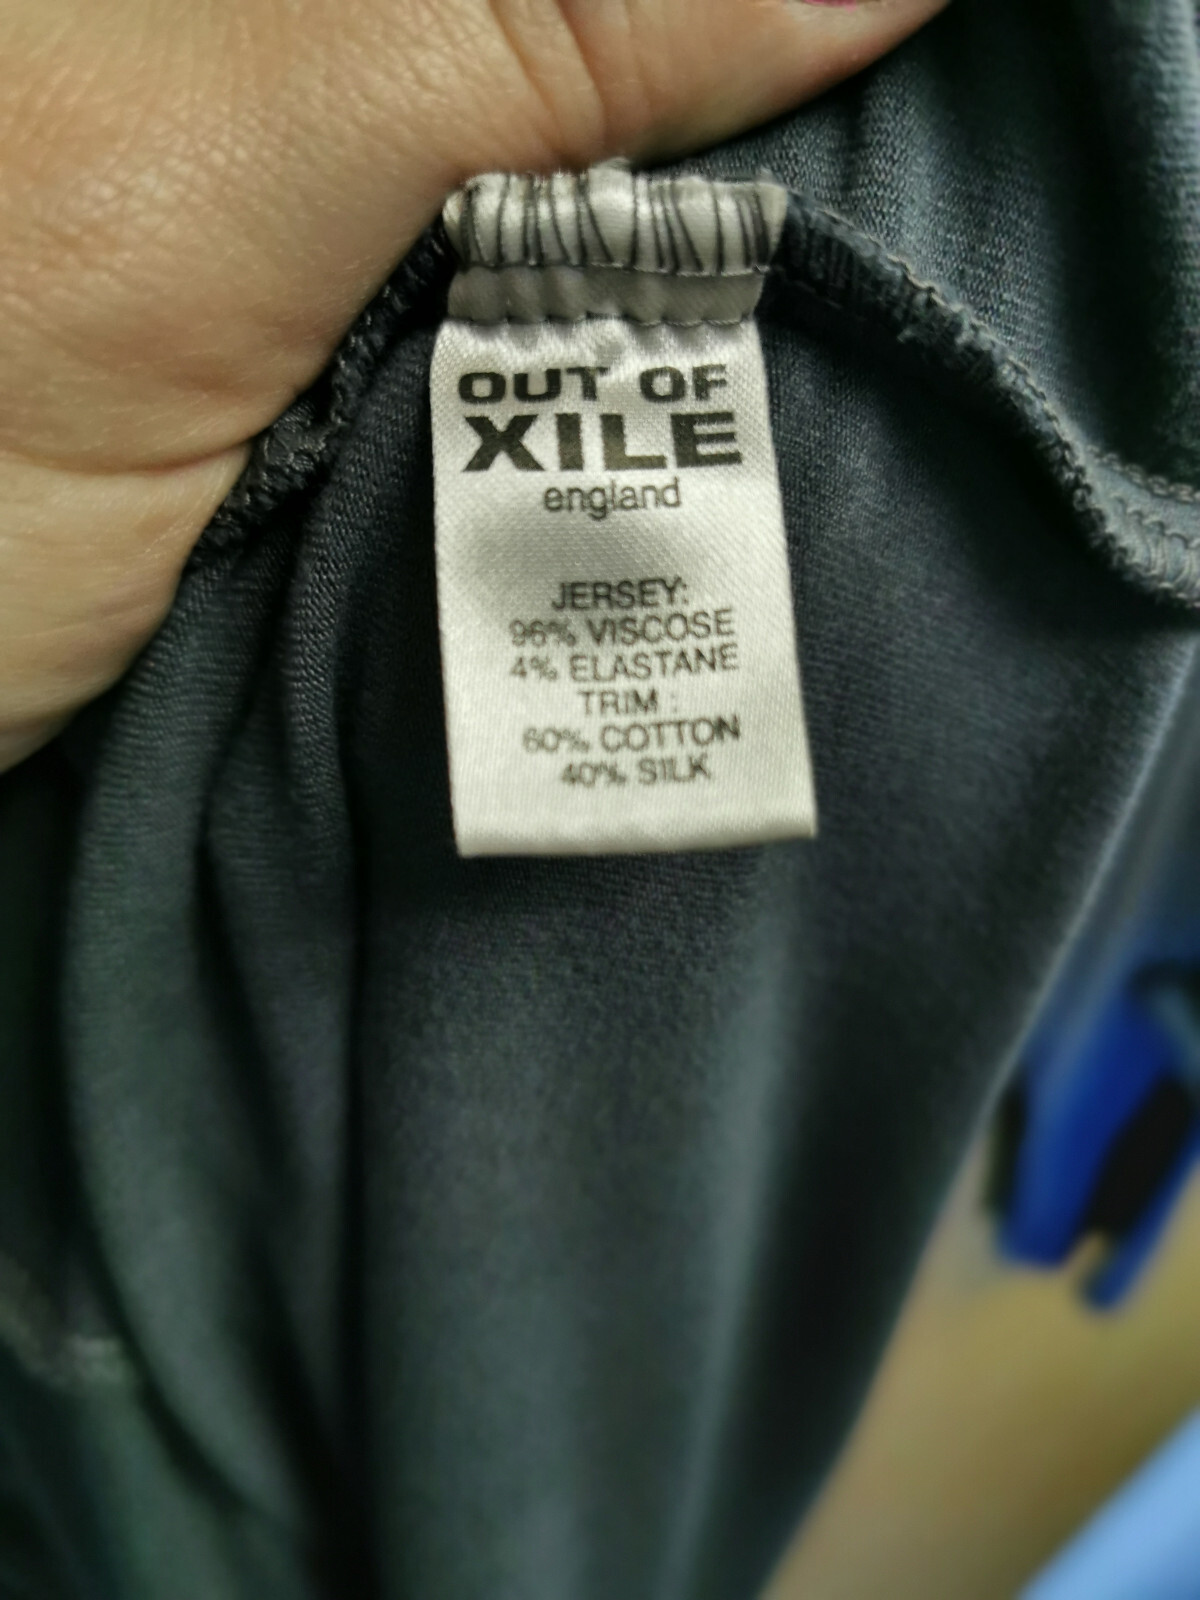 OUT OF
XILE
england
JERSEY:
96% VISCOSE
4% ELASTANE
TRIM :
60% COTTON
40% SILK